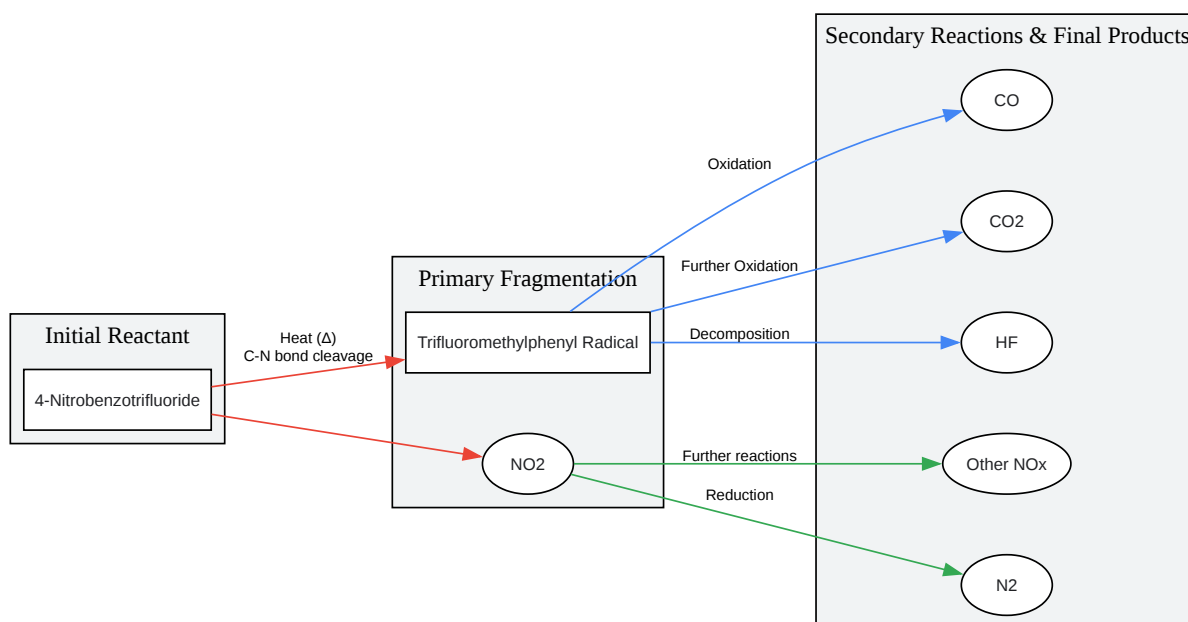 Secondary Reactions & Final Products
CO
Oxidation
CO2
Further Oxidation
Primary Fragmentation
Initial Reactant
Heat (Δ)
C-N bond cleavage
Trifluoromethylphenyl Radical
Decomposition
HF
4-Nitrobenzotrifluoride
NO2
Further reactions
Other NOx
Reduction
N2